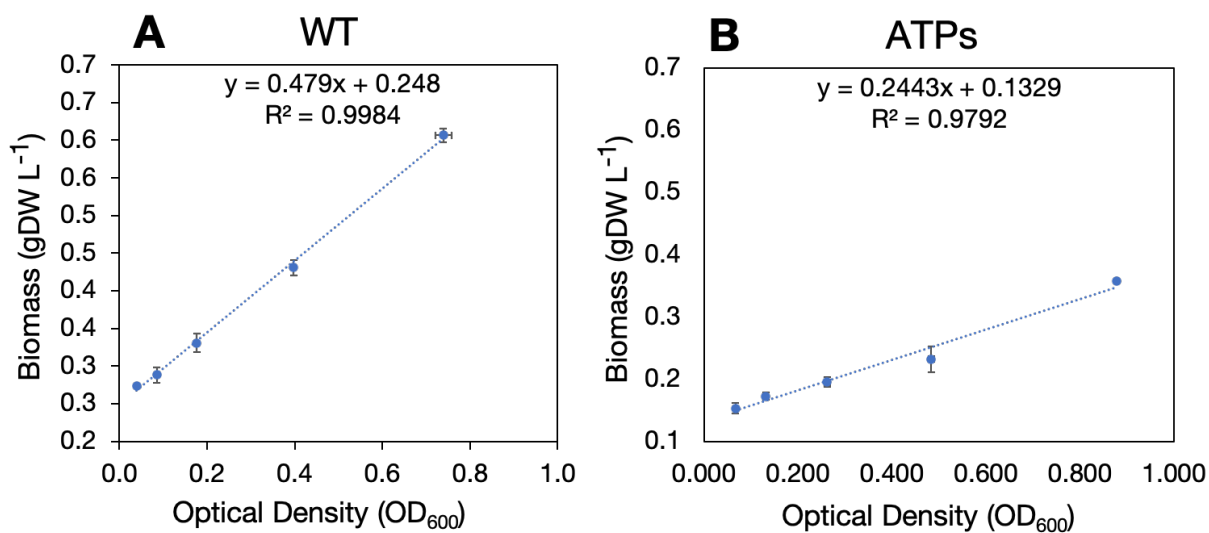 A WT
y = 0.479x + 0.248
R² = 0.9984
Biomass (gDW L⁻¹)
0.7
0.7
0.6
0.6
0.5
0.5
0.4
0.4
0.3
0.3
0.2
0.0 0.2 0.4 0.6 0.8 1.0
Optical Density (OD₆₀₀)
B ATPs
y = 0.2443x + 0.1329
R² = 0.9792
Biomass (gDW L⁻¹)
0.7
0.6
0.5
0.4
0.3
0.2
0.1
0.000 0.200 0.400 0.600 0.800 1.000
Optical Density (OD₆₀₀)